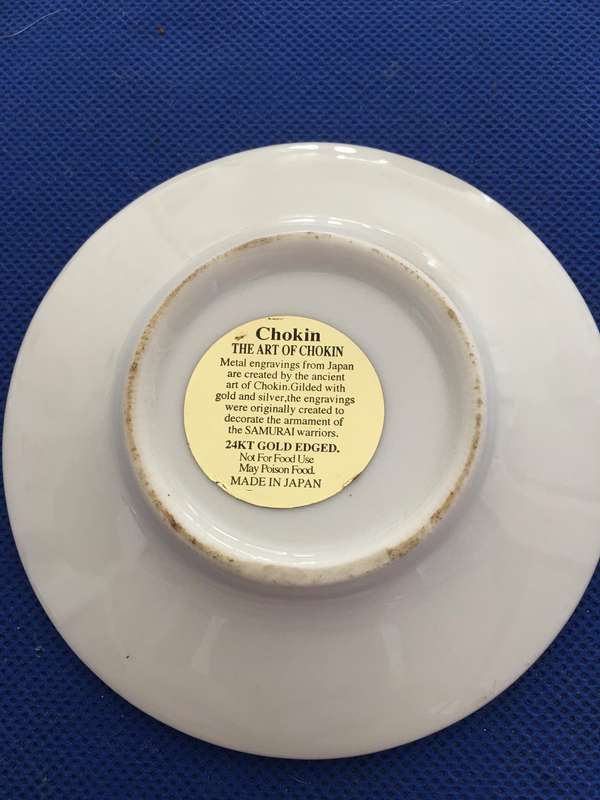 Chokin
THE ART OF CHOKIN
Metal engravings from Japan
are created by the ancient
art of Chokin.Gilded with
gold and silver,the engravings
were originally created to
decorate the armament of
the SAMURAI warriors.
24KT GOLD EDGED.
Not For Food Use
May Poison Food.
MADE IN JAPAN